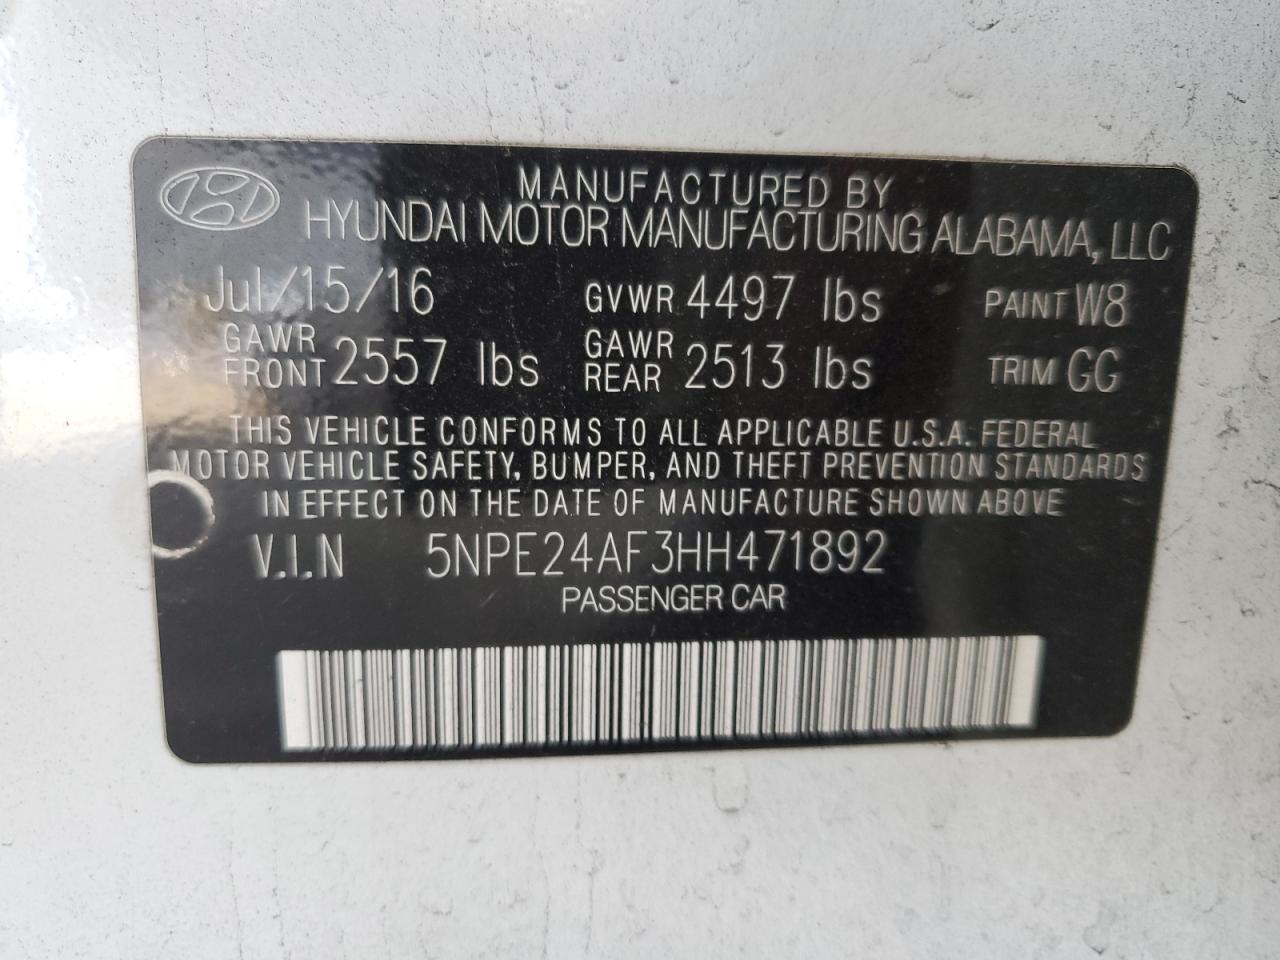 MANUFACTURED BY
HYUNDAI MOTOR MANUFACTURING ALABAMA, LLC
Jul/15/16 GVWR 4497 lbs PAINT W8
GAWR FRONT 2557 lbs GAWR REAR 2513 lbs TRIM GG
THIS VEHICLE CONFORMS TO ALL APPLICABLE U.S.A. FEDERAL
MOTOR VEHICLE SAFETY, BUMPER, AND THEFT PREVENTION STANDARDS
IN EFFECT ON THE DATE OF MANUFACTURE SHOWN ABOVE
V.I.N 5NPE24AF3HH471892
PASSENGER CAR